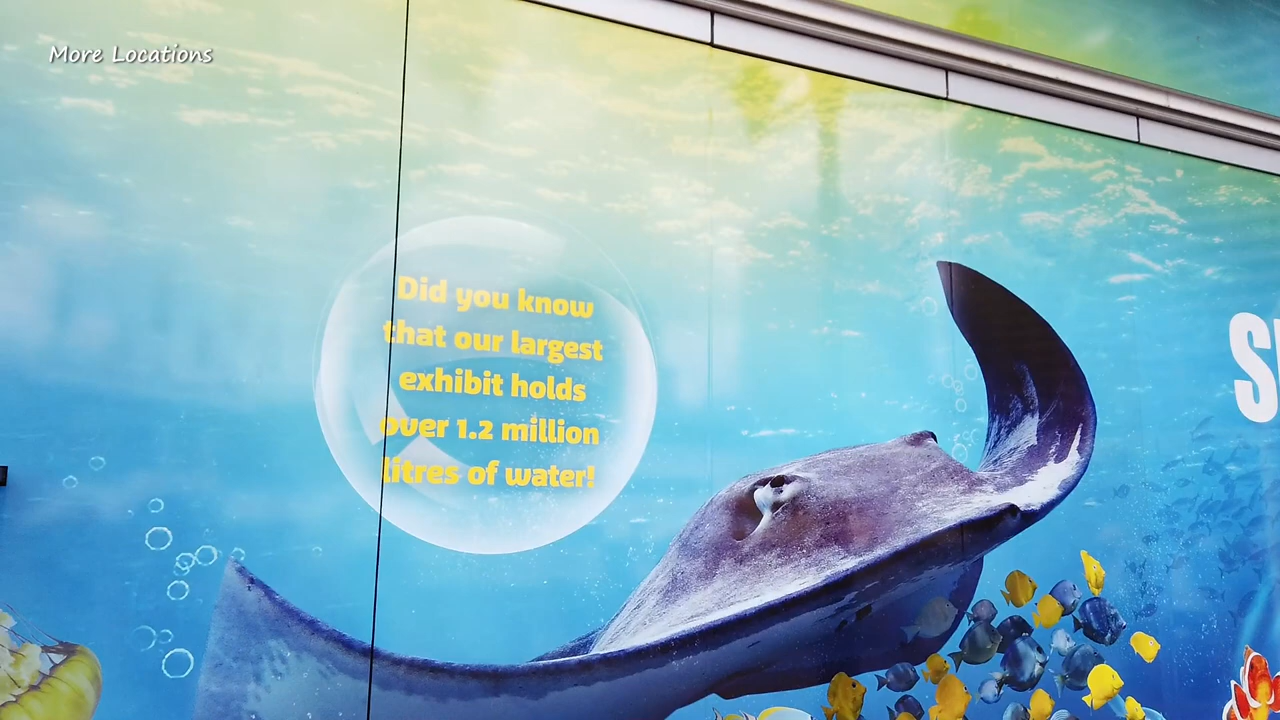 More Locations
Did you know
that our largest
exhibit holds
over 1.2 million
litres of water!